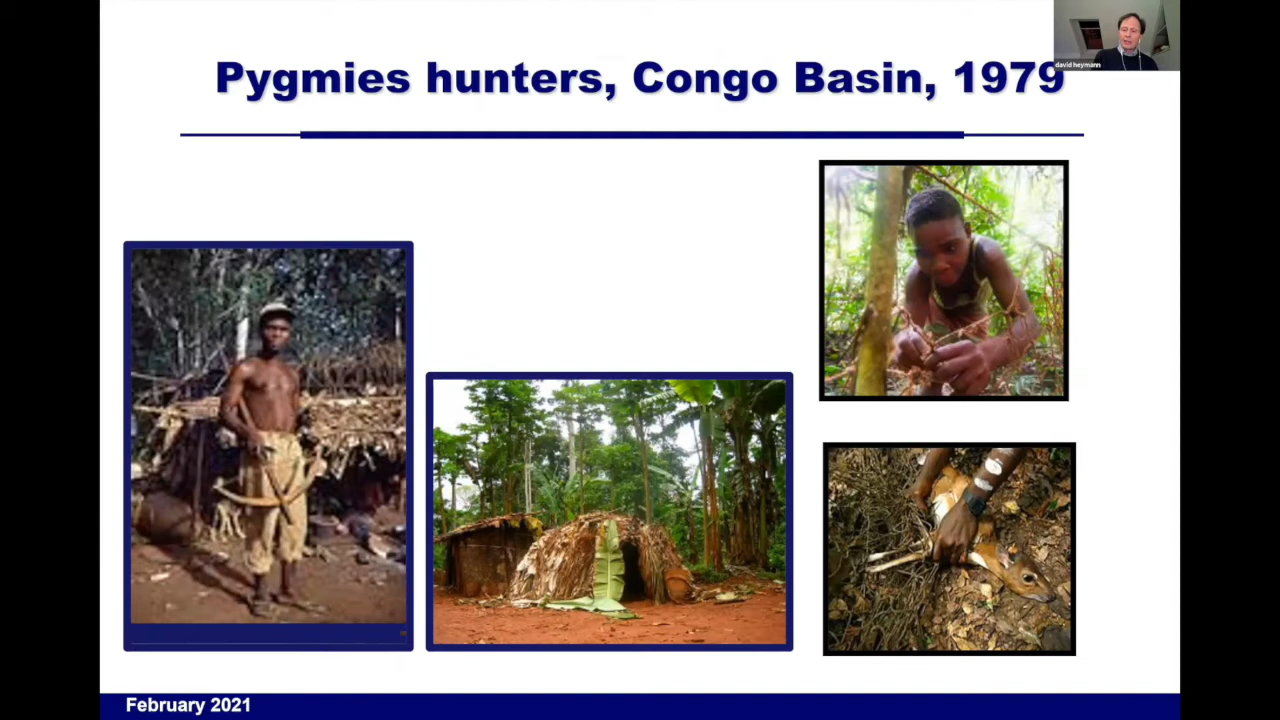 Pygmies hunters, Congo Basin, 1979
david heymann
February 2021